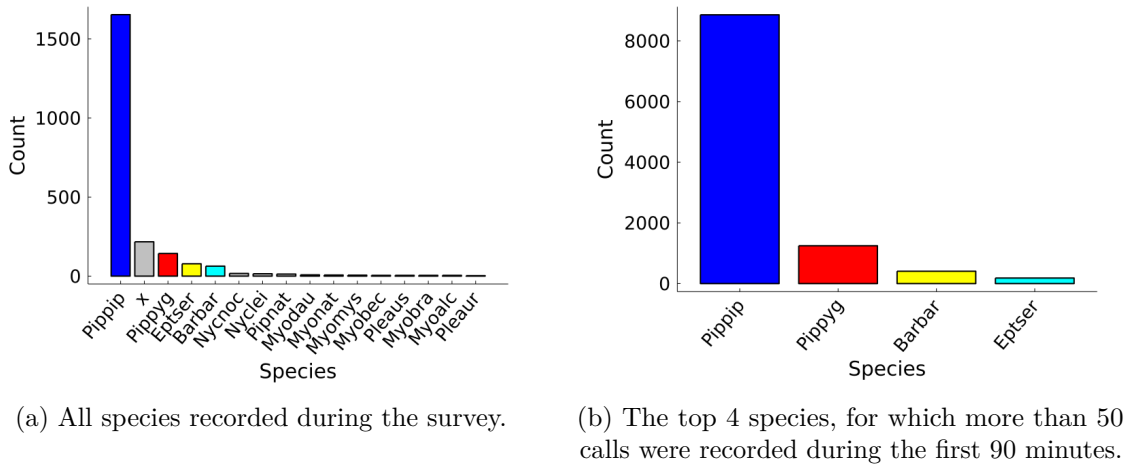 1500
1000
500
0
Count
Pippip
x
Pippyg
Eptser
Barbar
Nycnoc
Nyclei
Pipnat
Myodau
Myonat
Myomys
Myobec
Pleaus
Myobra
Myoalc
Pleaur
Species
(a) All species recorded during the survey.
8000
6000
4000
2000
0
Count
Pippip
Pippyg
Barbar
Eptser
Species
(b) The top 4 species, for which more than 50
calls were recorded during the first 90 minutes.